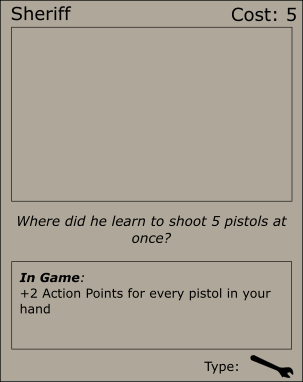 Sheriff
Cost: 5
Where did he learn to shoot 5 pistols at
once?
In Game:
+2 Action Points for every pistol in your
hand
Type: